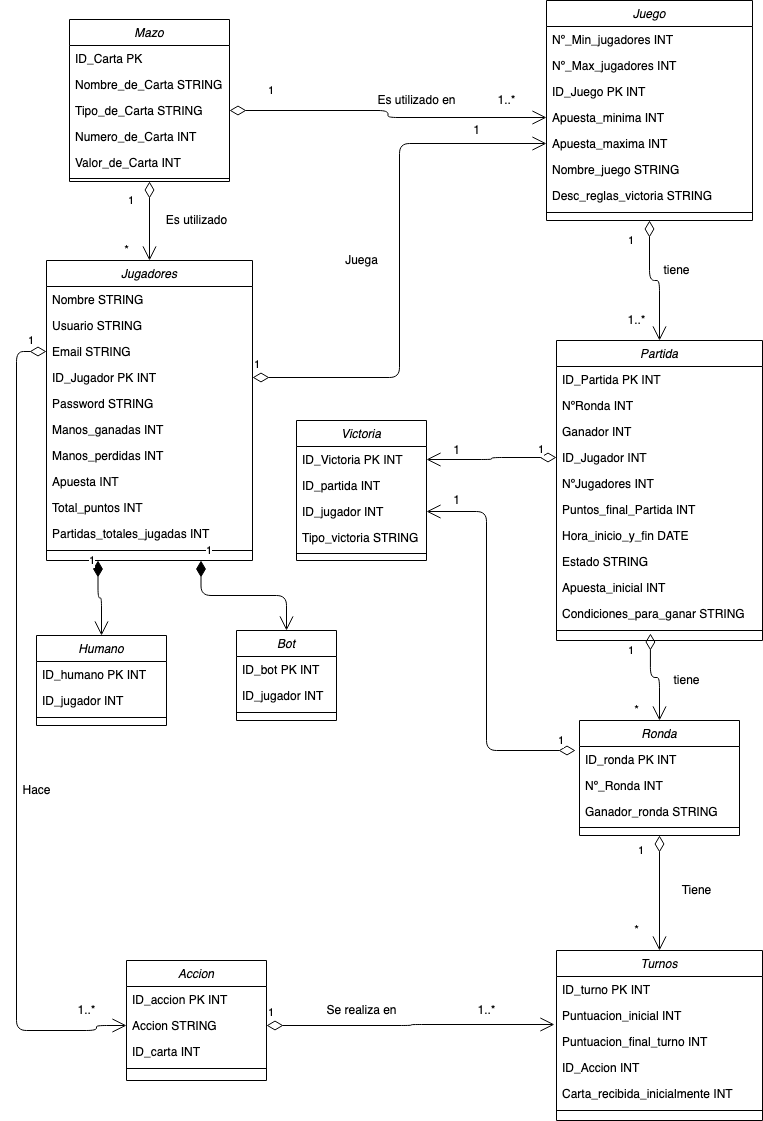 Mazo
ID_Carta PK
Nombre_de_Carta STRING
Tipo_de_Carta STRING
Numero_de_Carta INT
Valor_de_Carta INT
1
Es utilizado en
1..*
Juego
Nº_Min_jugadores INT
Nº_Max_jugadores INT
ID_Juego PK INT
Apuesta_minima INT
Apuesta_maxima INT
Nombre_juego STRING
Desc_reglas_victoria STRING
1
1
Es utilizado
*
Juega
1
tiene
1..*
Jugadores
Nombre STRING
Usuario STRING
Email STRING
ID_Jugador PK INT
Password STRING
Manos_ganadas INT
Manos_perdidas INT
Apuesta INT
Total_puntos INT
Partidas_totales_jugadas INT
1
1
1
1
Victoria
ID_Victoria PK INT
ID_partida INT
ID_jugador INT
Tipo_victoria STRING
1
1
1
Partida
ID_Partida PK INT
NºRonda INT
Ganador INT
ID_Jugador INT
NºJugadores INT
Puntos_final_Partida INT
Hora_inicio_y_fin DATE
Estado STRING
Apuesta_inicial INT
Condiciones_para_ganar STRING
Humano
ID_humano PK INT
ID_jugador INT
Bot
ID_bot PK INT
ID_jugador INT
1
tiene
*
1
Ronda
ID_ronda PK INT
Nº_Ronda INT
Ganador_ronda STRING
Hace
1
Tiene
*
1..*
Accion
ID_accion PK INT
Accion STRING
ID_carta INT
1
Se realiza en
1..*
Turnos
ID_turno PK INT
Puntuacion_inicial INT
Puntuacion_final_turno INT
ID_Accion INT
Carta_recibida_inicialmente INT